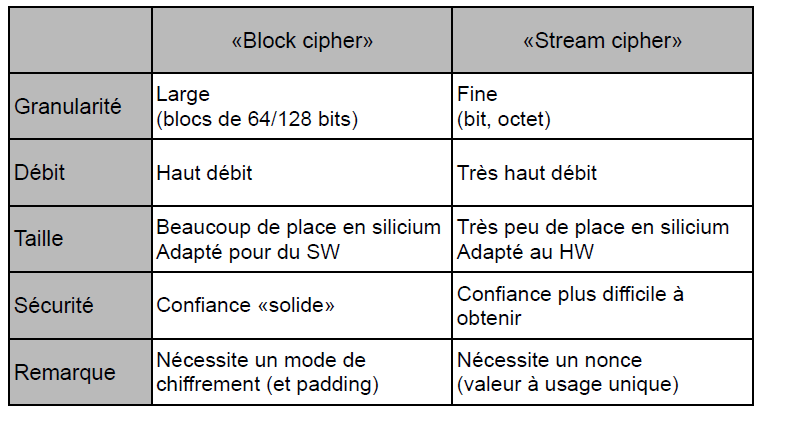 «Block cipher»
«Stream cipher»
Granularité
Large
(blocs de 64/128 bits)
Fine
(bit, octet)
Débit
Haut débit
Très haut débit
Taille
Beaucoup de place en silicium
Adapté pour du SW
Très peu de place en silicium
Adapté au HW
Sécurité
Confiance «solide»
Confiance plus difficile à
obtenir
Remarque
Nécessite un mode de
chiffrement (et padding)
Nécessite un nonce
(valeur à usage unique)